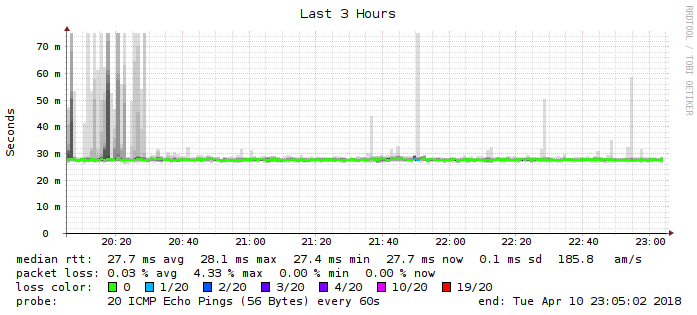 Last 3 Hours
RRDTOOL / TOBI OETIKER
Seconds
70 m
60 m
50 m
40 m
30 m
20 m
10 m
0
20:20 20:40 21:00 21:20 21:40 22:00 22:20 22:40 23:00
median rtt: 27.7 ms avg 28.1 ms max 27.4 ms min 27.7 ms now 0.1 ms sd 185.8 am/s
packet loss: 0.03 % avg 4.33 % max 0.00 % min 0.00 % now
loss color: 0 1/20 2/20 3/20 4/20 10/20 19/20
probe: 20 ICMP Echo Pings (56 Bytes) every 60s end: Tue Apr 10 23:05:02 2018